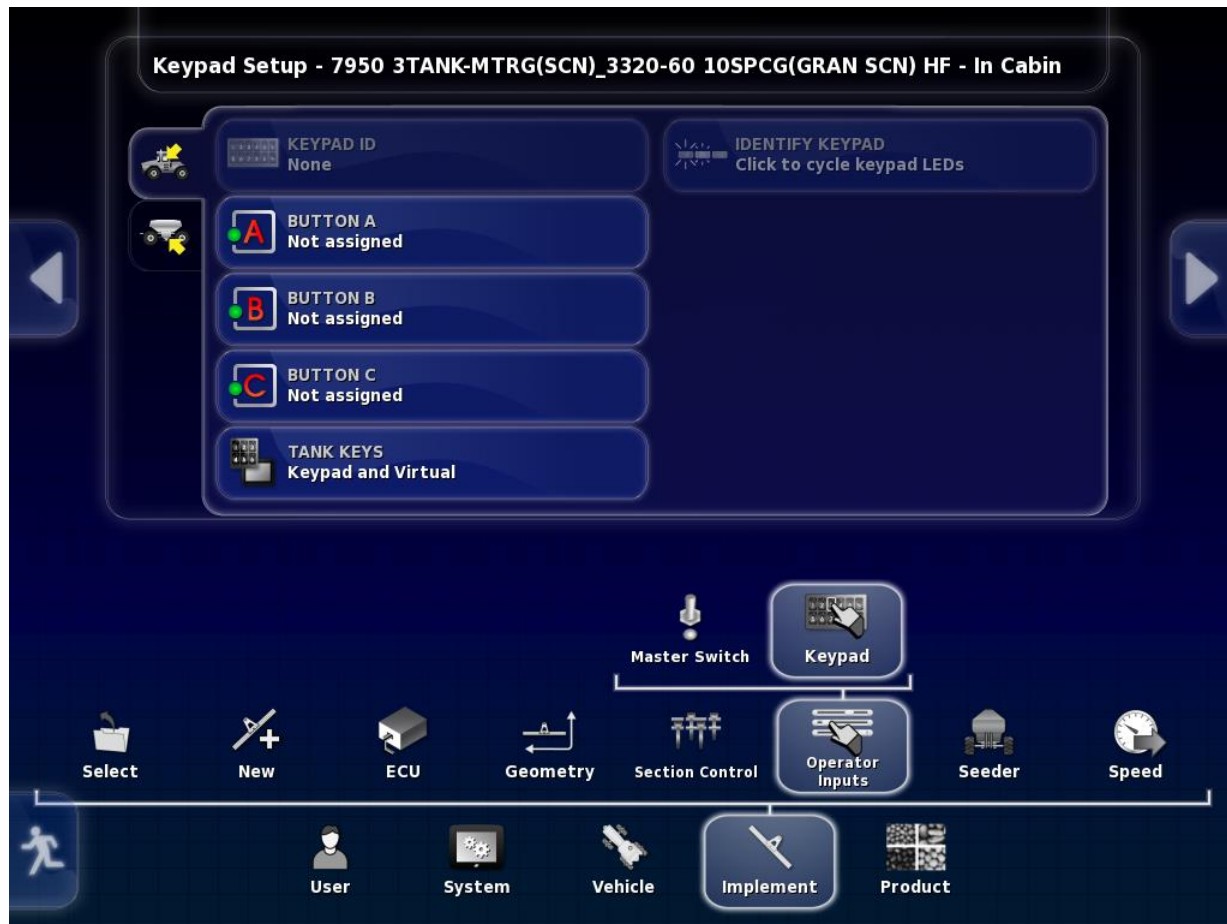 Keypad Setup - 7950 3TANK-MTRG(SCN)_3320-60 10SPCG(GRAN SCN) HF - In Cabin
KEYPAD ID
None
IDENTIFY KEYPAD
Click to cycle keypad LEDs
A
BUTTON A
Not assigned
B
BUTTON B
Not assigned
C
BUTTON C
Not assigned
TANK KEYS
Keypad and Virtual
Master Switch
Keypad
Select
New
ECU
Geometry
Section Control
Operator
Inputs
Seeder
Speed
User
System
Vehicle
Implement
Product